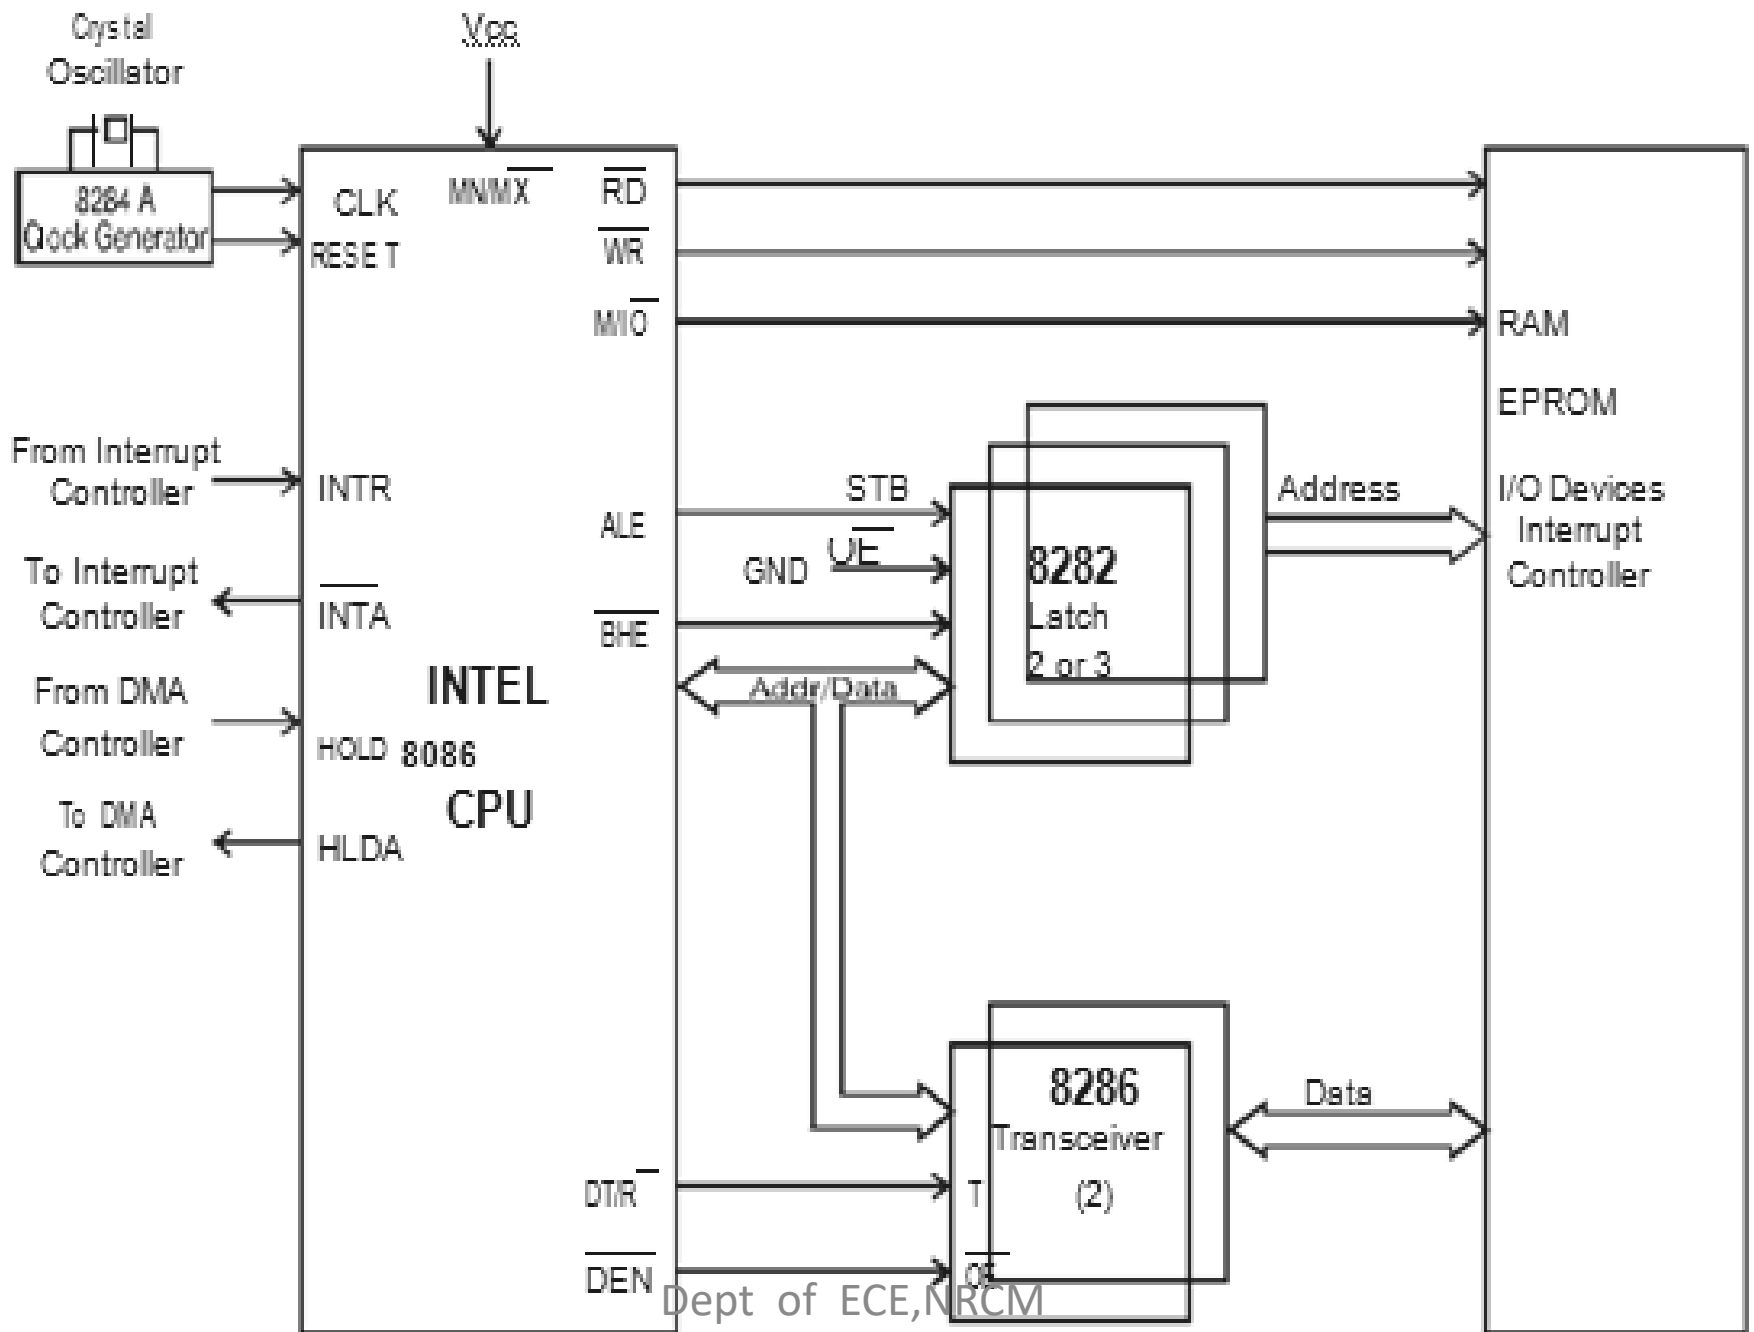 Crystal
Oscillator
Vcc
8284 A
Clock Generator
CLK
RESET
MN/MX
RD
WR
M/IO
RAM
EPROM
I/O Devices
Interrupt
Controller
From Interrupt
Controller
INTR
To Interrupt
Controller
INTA
From DMA
Controller
HOLD
To DMA
Controller
HLDA
INTEL
8086
CPU
ALE
STB
GND
OE
BHE
Addr/Data
8282
Latch
2 or 3
Address
8286
Transceiver
(2)
Data
DT/R
T
DEN
OE
Dept of ECE,NRCM